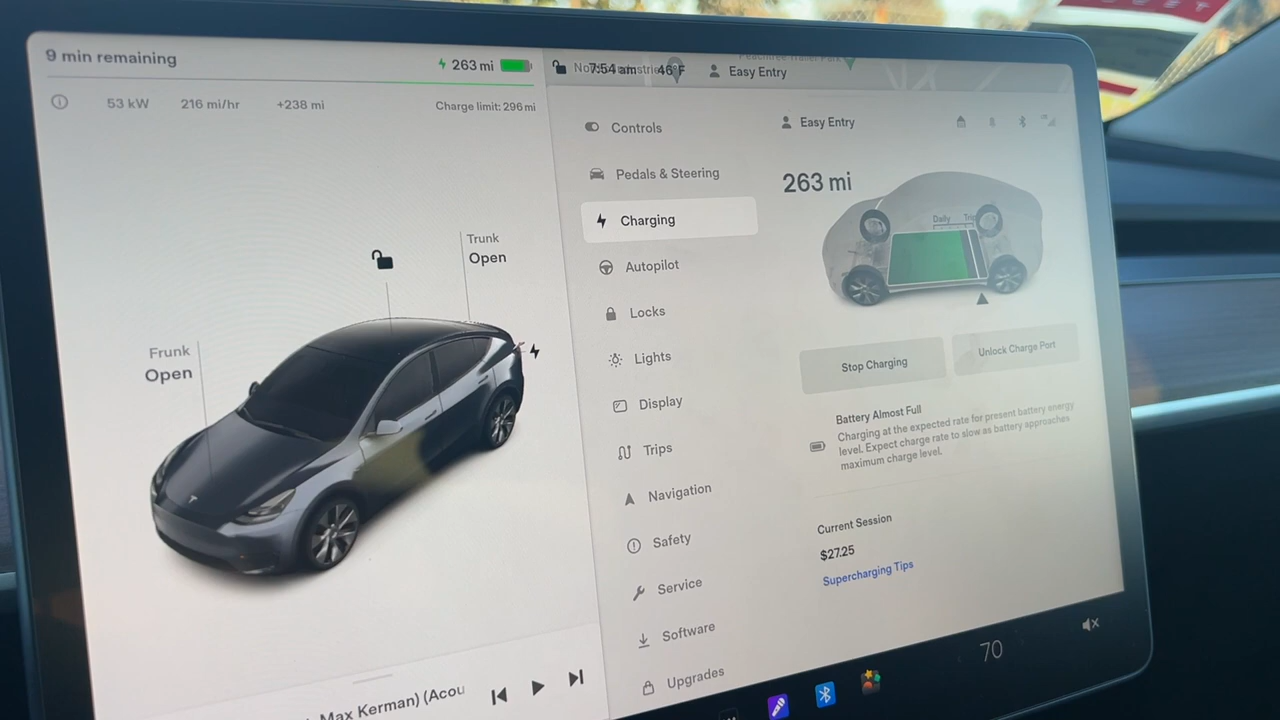 9 min remaining
263 mi
7:54 am
46°F
Easy Entry
53 kW
216 mi/hr
+238 mi
Charge limit: 296 mi
Controls
Easy Entry
Pedals & Steering
263 mi
Charging
Daily
Trip
Trunk
Open
Autopilot
Locks
Frunk
Open
Lights
Stop Charging
Unlock Charge Port
Display
Battery Almost Full
Charging at the expected rate for present battery energy
level. Expect charge rate to slow as battery approaches
maximum charge level.
Trips
Navigation
Safety
Current Session
$27.25
Supercharging Tips
Service
Software
Upgrades
Max Kerman) (Acou
70